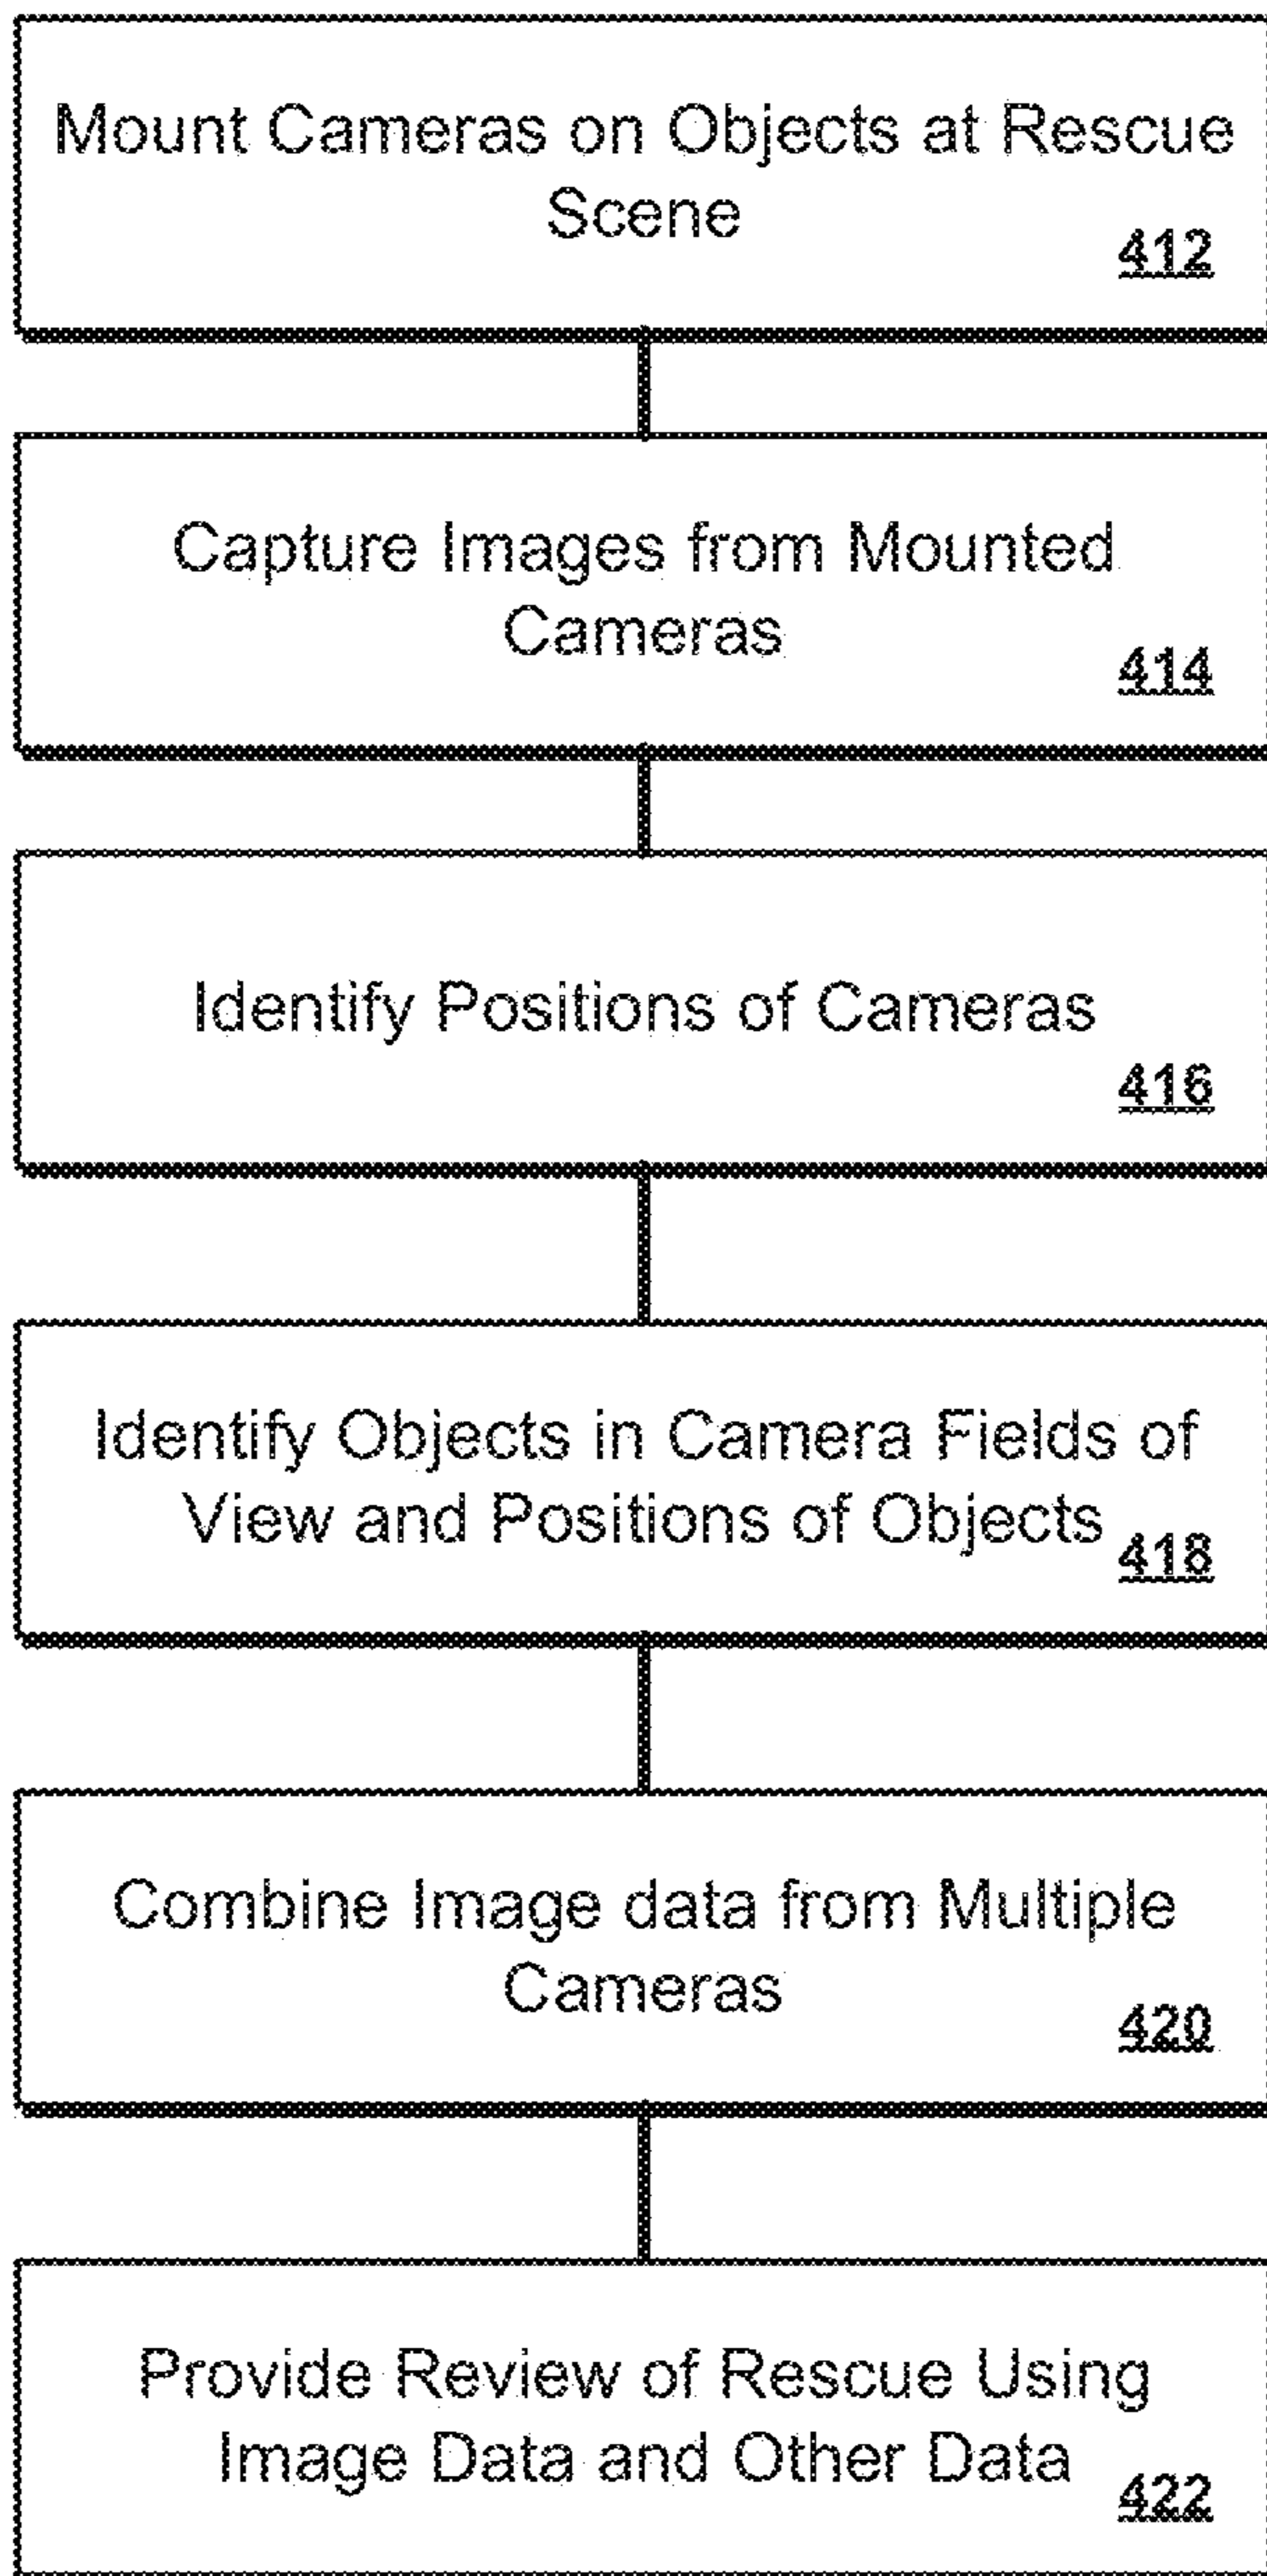 Mount Cameras on Objects at Rescue
Scene
412
Capture Images from Mounted
Cameras
414
Identify Positions of Cameras
416
Identify Objects in Camera Fields of
View and Positions of Objects
418
Combine Image data from Multiple
Cameras
420
Provide Review of Rescue Using
Image Data and Other Data
422